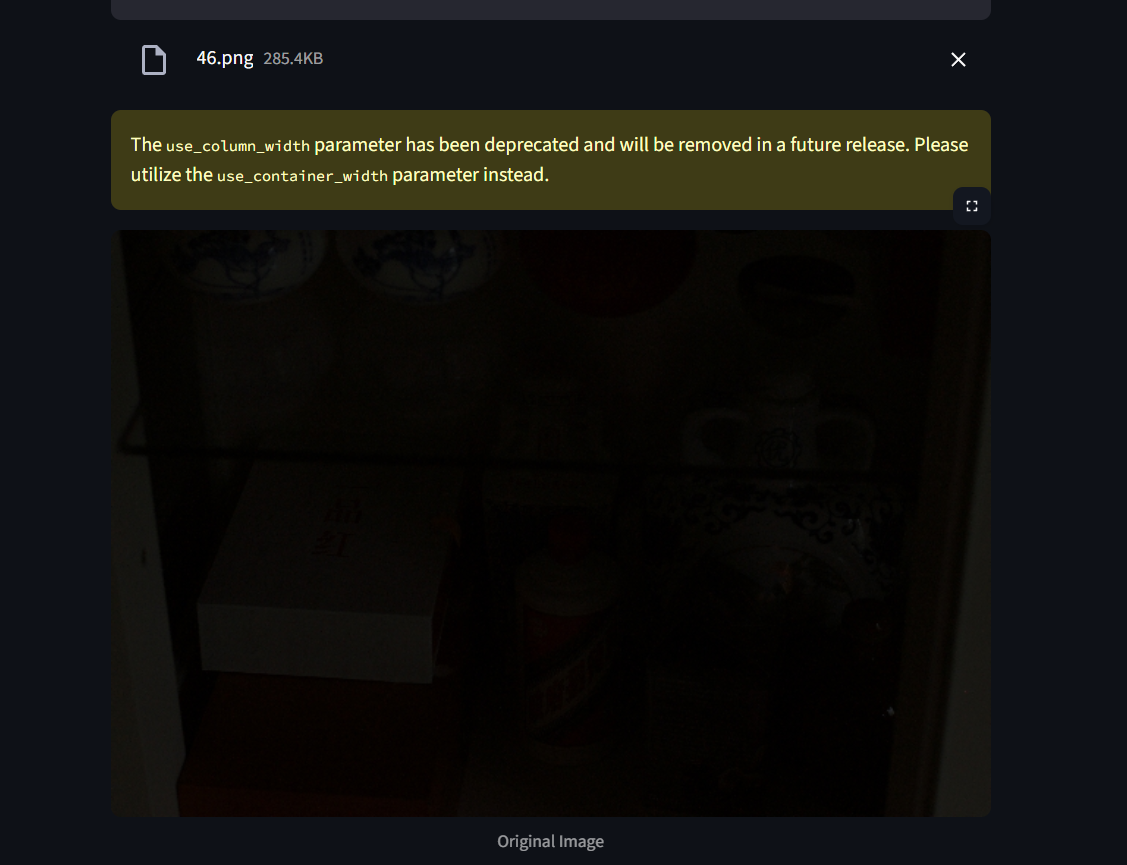 46.png 285.4KB
The use_column_width parameter has been deprecated and will be removed in a future release. Please
utilize the use_container_width parameter instead.
红
Original Image